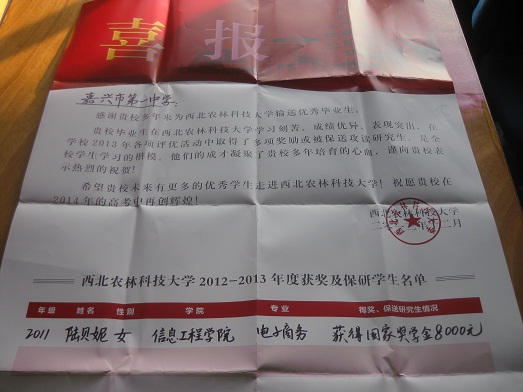 喜报
嘉兴市第一中学:
感谢贵校多年来为西北农林科技大学输送优秀毕业生。
贵校毕业生在西北农林科技大学学习刻苦,成绩优异,表现突出,在
学校2013年各项评优活动中取得了多项奖励或被保送攻读研究生,是全
校学生学习的楷模,他们的成才凝聚了贵校多年培育的心血,谨向贵校表
示热烈的祝贺!
希望贵校未来有更多的优秀学生走进西北农林科技大学!祝愿贵校在
2014年的高考中再创辉煌!
西北农林科技大学
二月
西北农林科技大学2012-2013年度获奖及保研学生名单
年级 姓名 性别 学院 专业 获奖、保送研究生情况
2011 陆贝妮 女 信息工程学院 电子商务 获得国家奖学金8000元